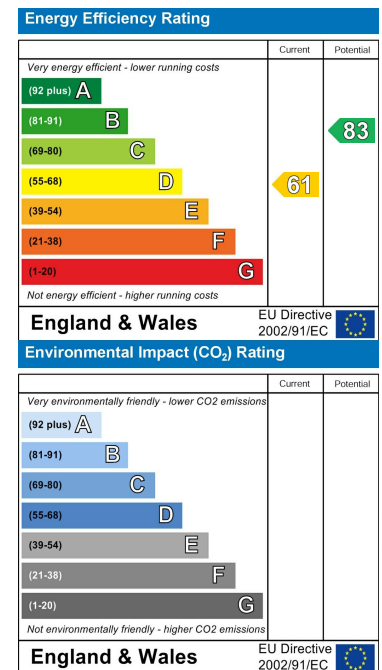 Energy Efficiency Rating
Current Potential
Very energy efficient - lower running costs
(92 plus) A
(81-91) B
83
(69-80) C
(55-68) D
61
(39-54) E
(21-38) F
(1-20) G
Not energy efficient - higher running costs
England & Wales
EU Directive
2002/91/EC
Environmental Impact (CO₂) Rating
Current Potential
Very environmentally friendly - lower CO2 emissions
(92 plus) A
(81-91) B
(69-80) C
(55-68) D
(39-54) E
(21-38) F
(1-20) G
Not environmentally friendly - higher CO2 emissions
England & Wales
EU Directive
2002/91/EC